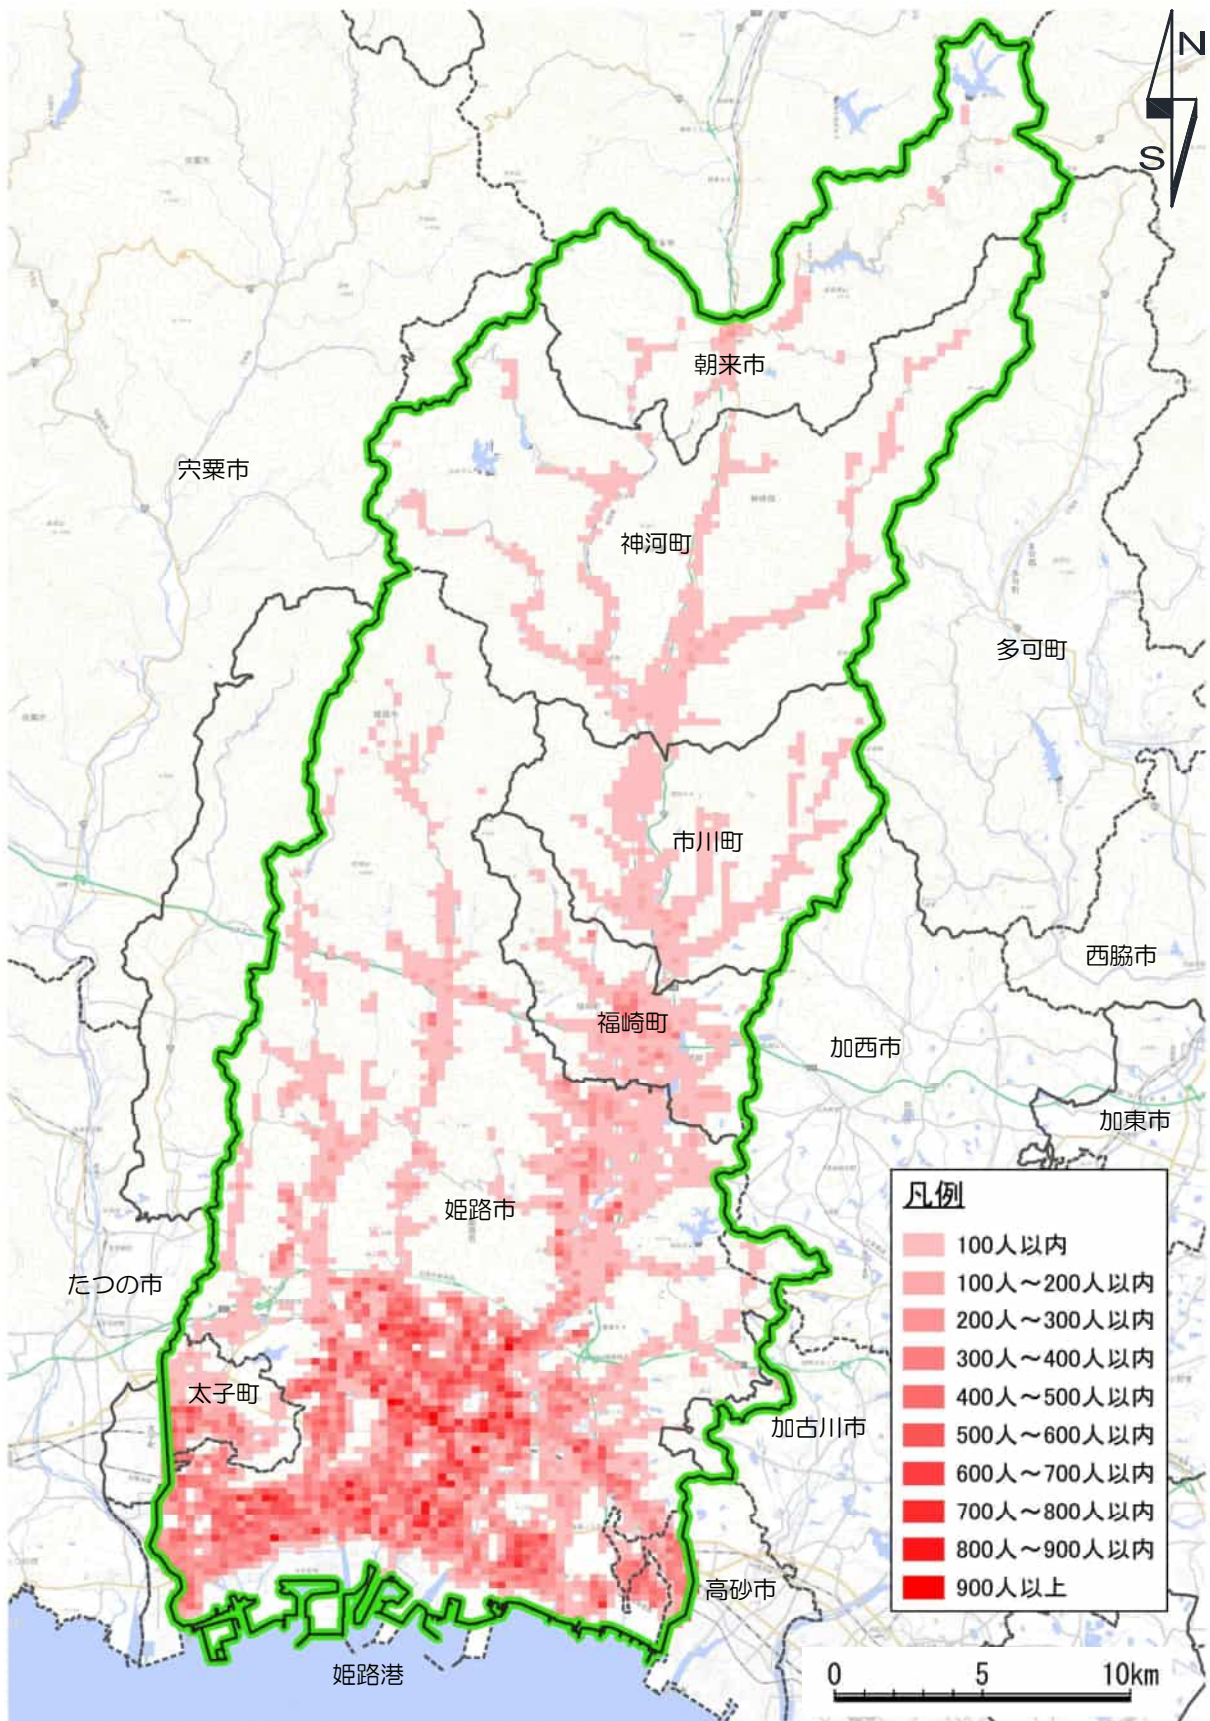 N
S
朝来市
宍粟市
神河町
多可町
市川町
西脇市
福崎町
加西市
加東市
姫路市
たつの市
太子町
加古川市
高砂市
姫路港
凡例
100人以内
100人～200人以内
200人～300人以内
300人～400人以内
400人～500人以内
500人～600人以内
600人～700人以内
700人～800人以内
800人～900人以内
900人以上
0 5 10km